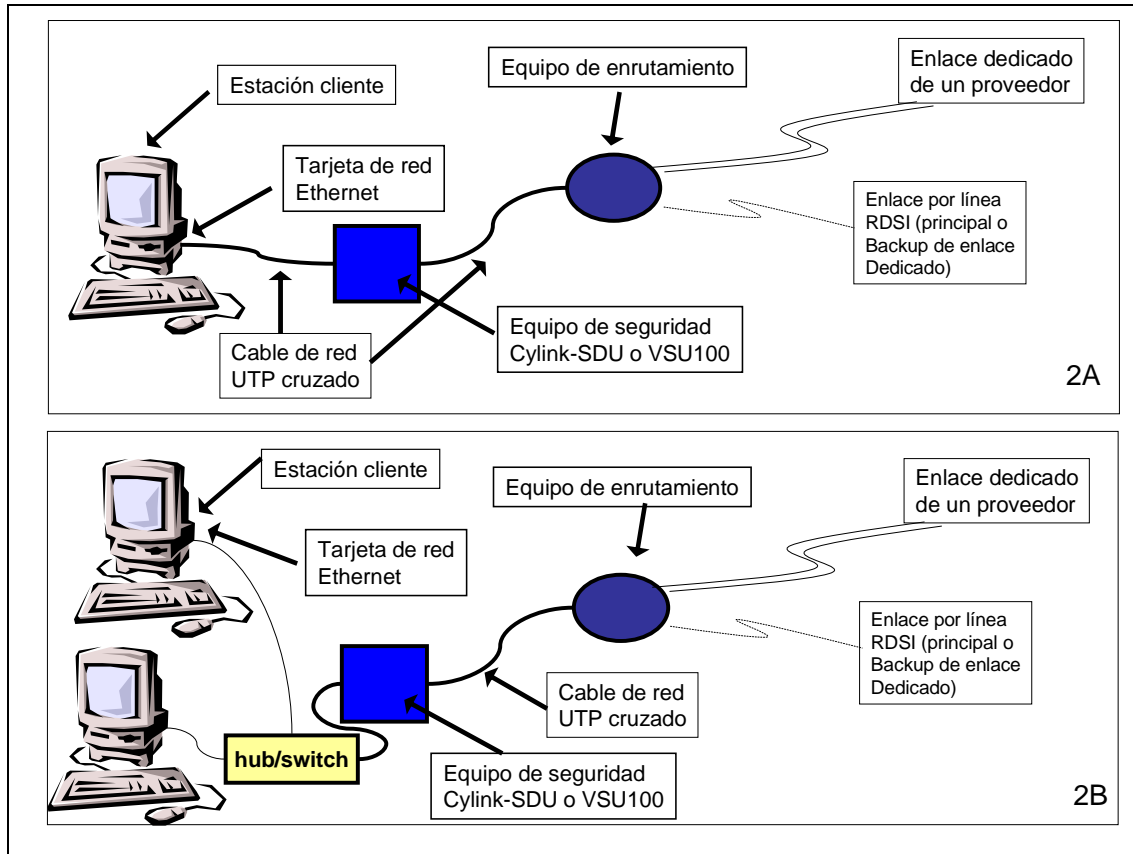 Estación cliente
Equipo de enrutamiento
Enlace dedicado
de un proveedor
Tarjeta de red
Ethernet
Enlace por línea
RDSI (principal o
Backup de enlace
Dedicado)
Cable de red
UTP cruzado
Equipo de seguridad
Cylink-SDU o VSU100
2A
Estación cliente
Equipo de enrutamiento
Enlace dedicado
de un proveedor
Tarjeta de red
Ethernet
Enlace por línea
RDSI (principal o
Backup de enlace
Dedicado)
Cable de red
UTP cruzado
hub/switch
Equipo de seguridad
Cylink-SDU o VSU100
2B